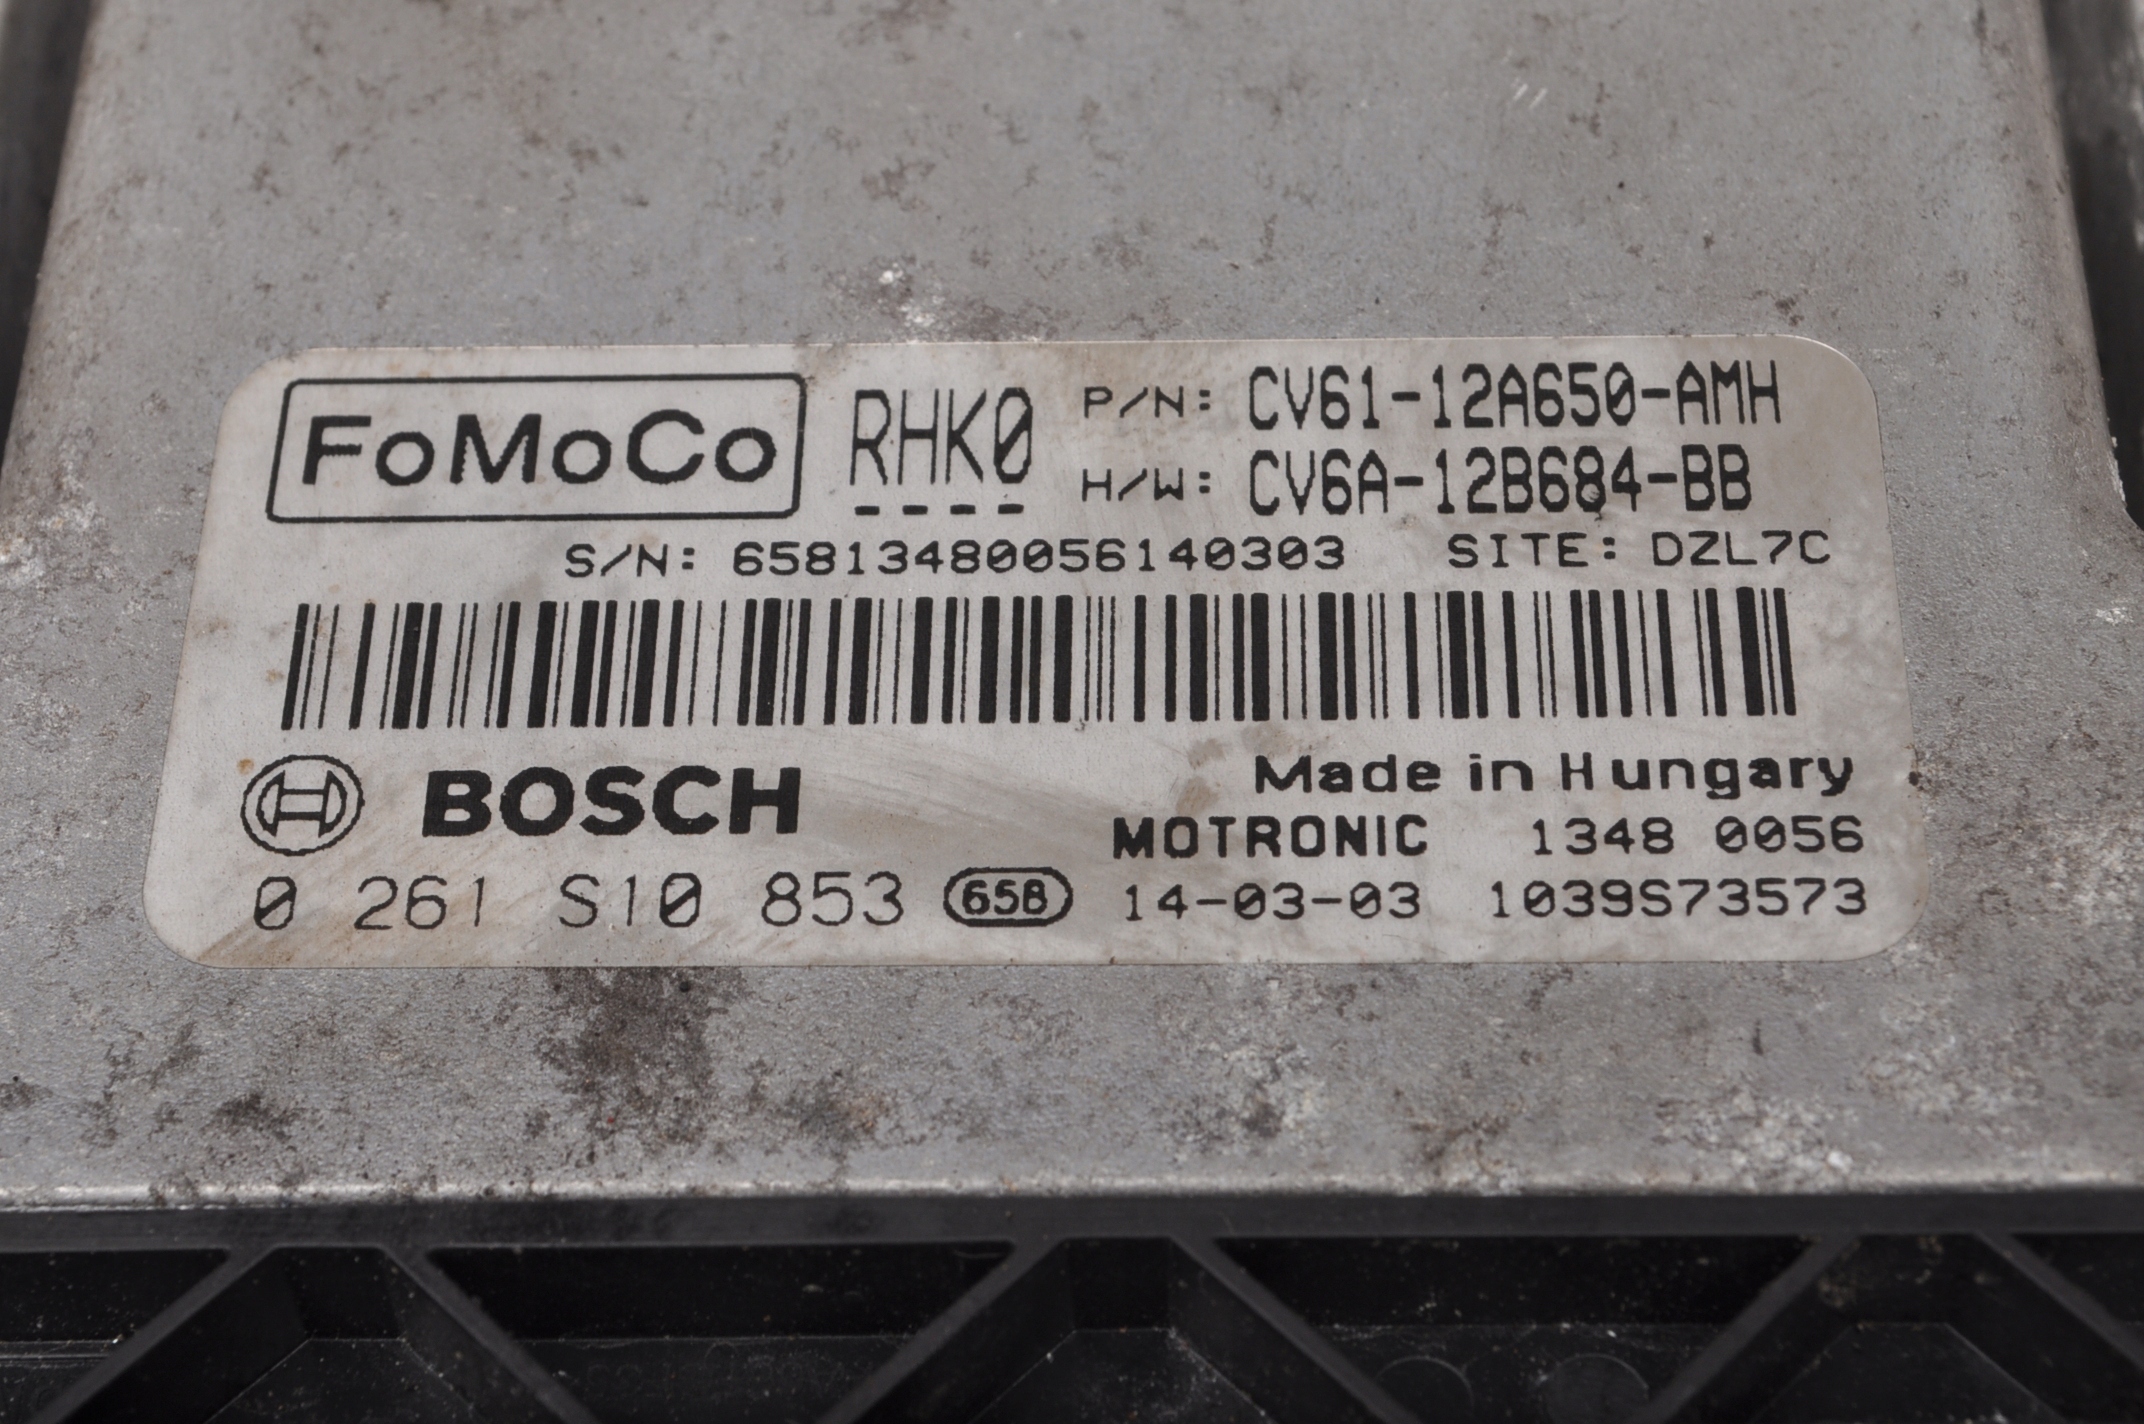 FoMoCo RHK0 P/N: CV61-12A650-AMH
---- H/W: CV6A-12B684-BB
S/N: 65813480056140303 SITE: DZL7C
BOSCH Made in Hungary
MOTRONIC 1348 0056
0 261 S10 853 658 14-03-03 1039S73573